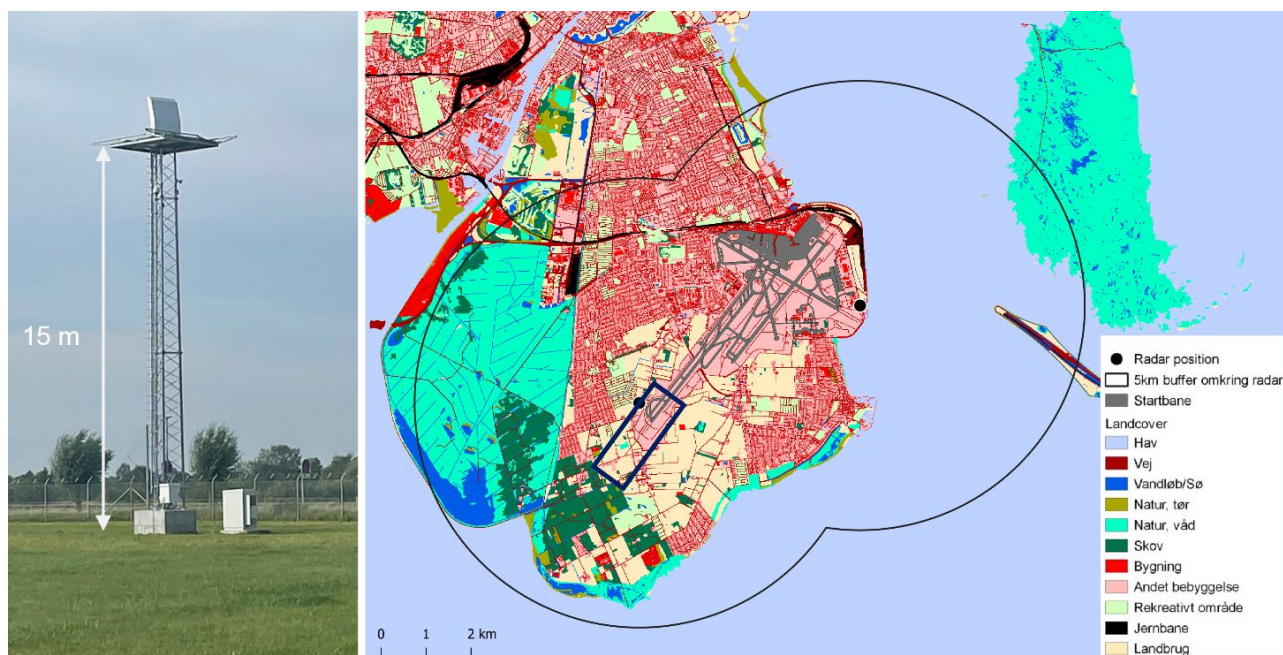 15 m
0 1 2 km
Radar position
5km buffer omkring radar
Startbane
Landcover
Hav
Vej
Vandløb/Sø
Natur, tør
Natur, våd
Skov
Bygning
Andet bebyggelse
Rekreativt område
Jernbane
Landbrug